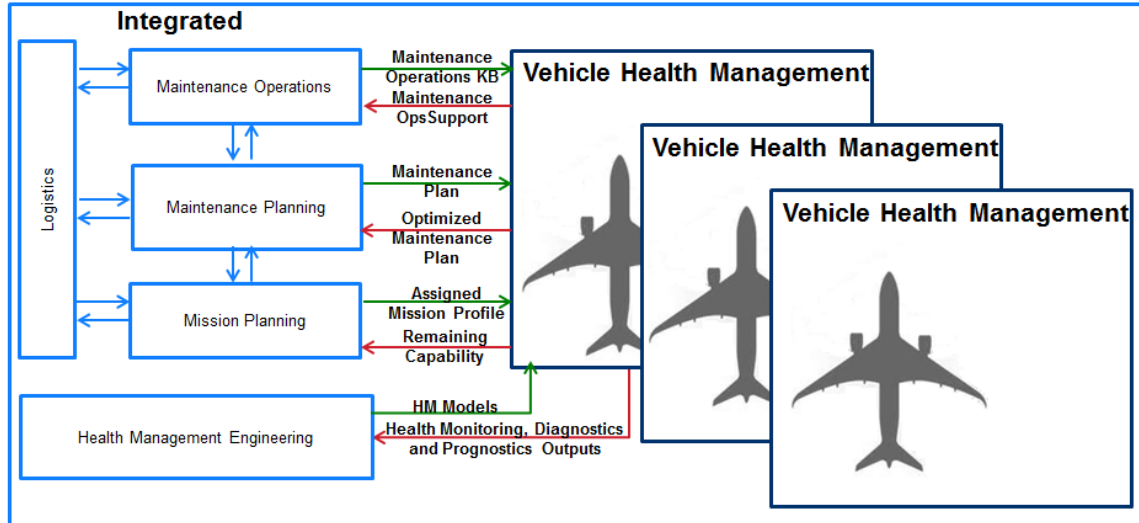 Integrated
Logistics
Maintenance Operations
Maintenance
Operations KB
Maintenance
OpsSupport
Maintenance Planning
Maintenance
Plan
Optimized
Maintenance
Plan
Mission Planning
Assigned
Mission Profile
Remaining
Capability
Health Management Engineering
HM Models
Health Monitoring, Diagnostics
and Prognostics Outputs
Vehicle Health Management
Vehicle Health Management
Vehicle Health Management